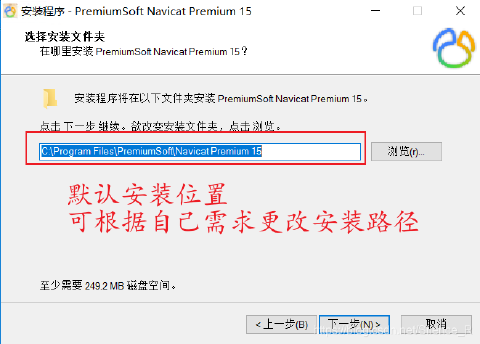 安装程序 - PremiumSoft Navicat Premium 15
选择安装文件夹
在哪里安装 PremiumSoft Navicat Premium 15？
安装程序将在以下文件夹安装 PremiumSoft Navicat Premium 15。
点击 下一步 继续。欲改变安装文件夹，点击 浏览。
C:\Program Files\PremiumSoft\Navicat Premium 15
浏览(r)...
默认安装位置
可根据自己需求更改安装路径
至少需要 249.2 MB 磁盘空间。
< 上一步(B)
下一步(N) >
取消